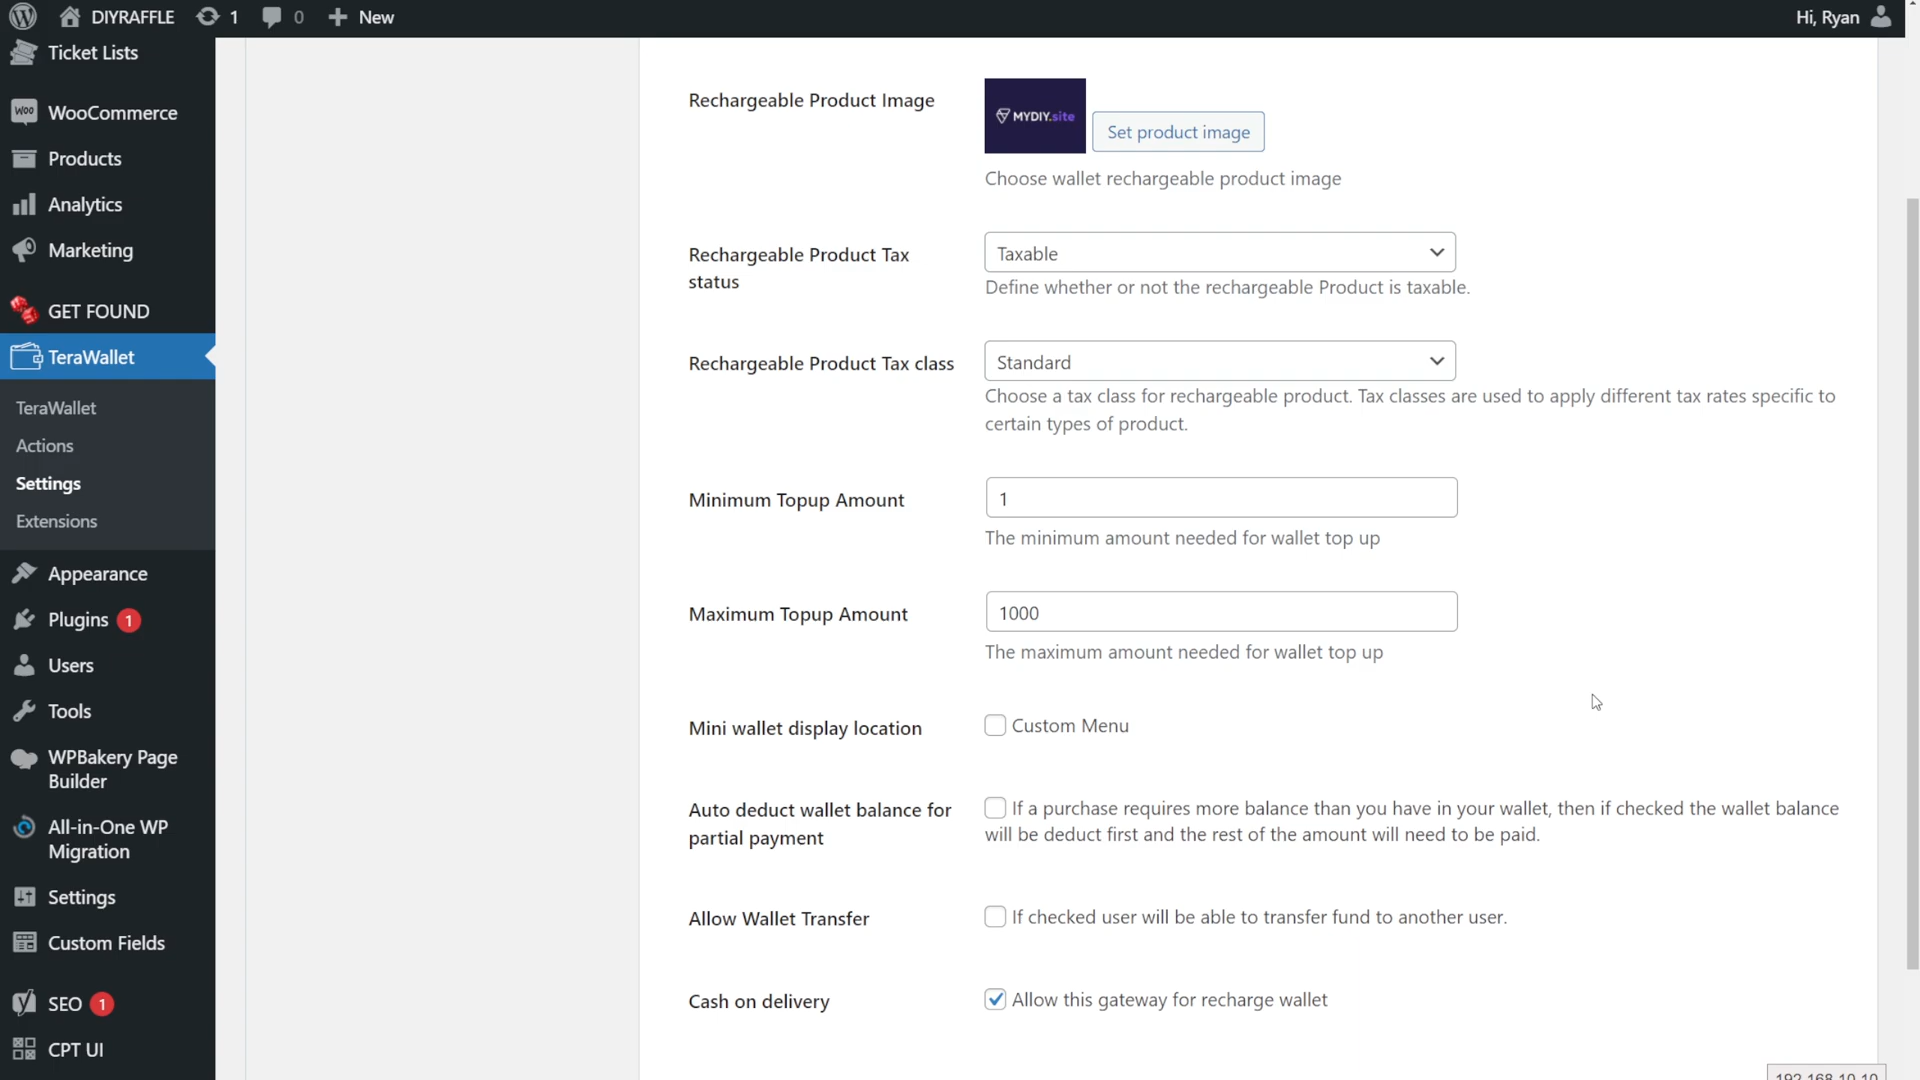 DIYRAFFLE 1 0 New Hi, Ryan
Ticket Lists
WOO WooCommerce
Products
Analytics
Marketing
GET FOUND
TeraWallet
TeraWallet
Actions
Settings
Extensions
Appearance
Plugins 1
Users
Tools
WPBakery Page
Builder
All-in-One WP
Migration
Settings
Custom Fields
SEO 1
CPT UI
Rechargeable Product Image
MYDIY.site
Set product image
Choose wallet rechargeable product image
Rechargeable Product Tax
status
Taxable
Define whether or not the rechargeable Product is taxable.
Rechargeable Product Tax class
Standard
Choose a tax class for rechargeable product. Tax classes are used to apply different tax rates specific to
certain types of product.
Minimum Topup Amount
1
The minimum amount needed for wallet top up
Maximum Topup Amount
1000
The maximum amount needed for wallet top up
Mini wallet display location
Custom Menu
Auto deduct wallet balance for
partial payment
If a purchase requires more balance than you have in your wallet, then if checked the wallet balance
will be deduct first and the rest of the amount will need to be paid.
Allow Wallet Transfer
If checked user will be able to transfer fund to another user.
Cash on delivery
Allow this gateway for recharge wallet
192.168.10.10